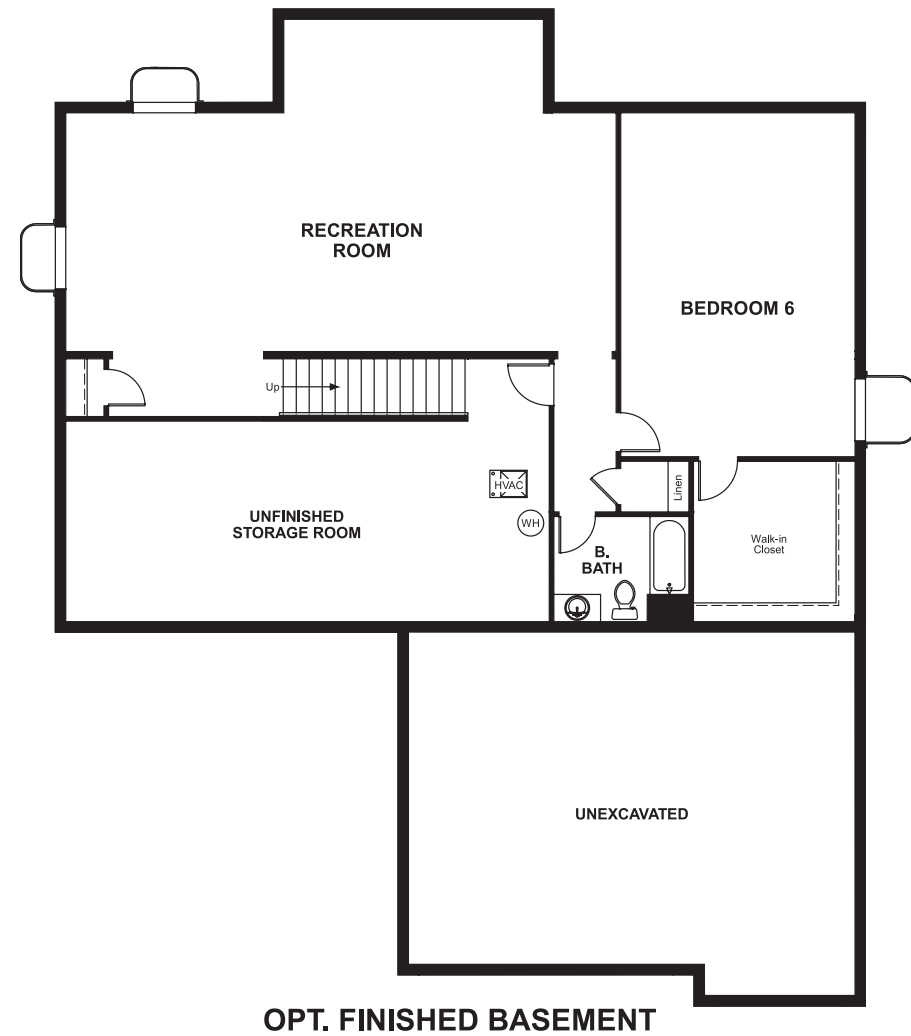 RECREATION
ROOM
BEDROOM 6
Up
HVAC
Linen
UNFINISHED
STORAGE ROOM
WH
B.
BATH
Walk-in
Closet
UNEXCAVATED
OPT. FINISHED BASEMENT